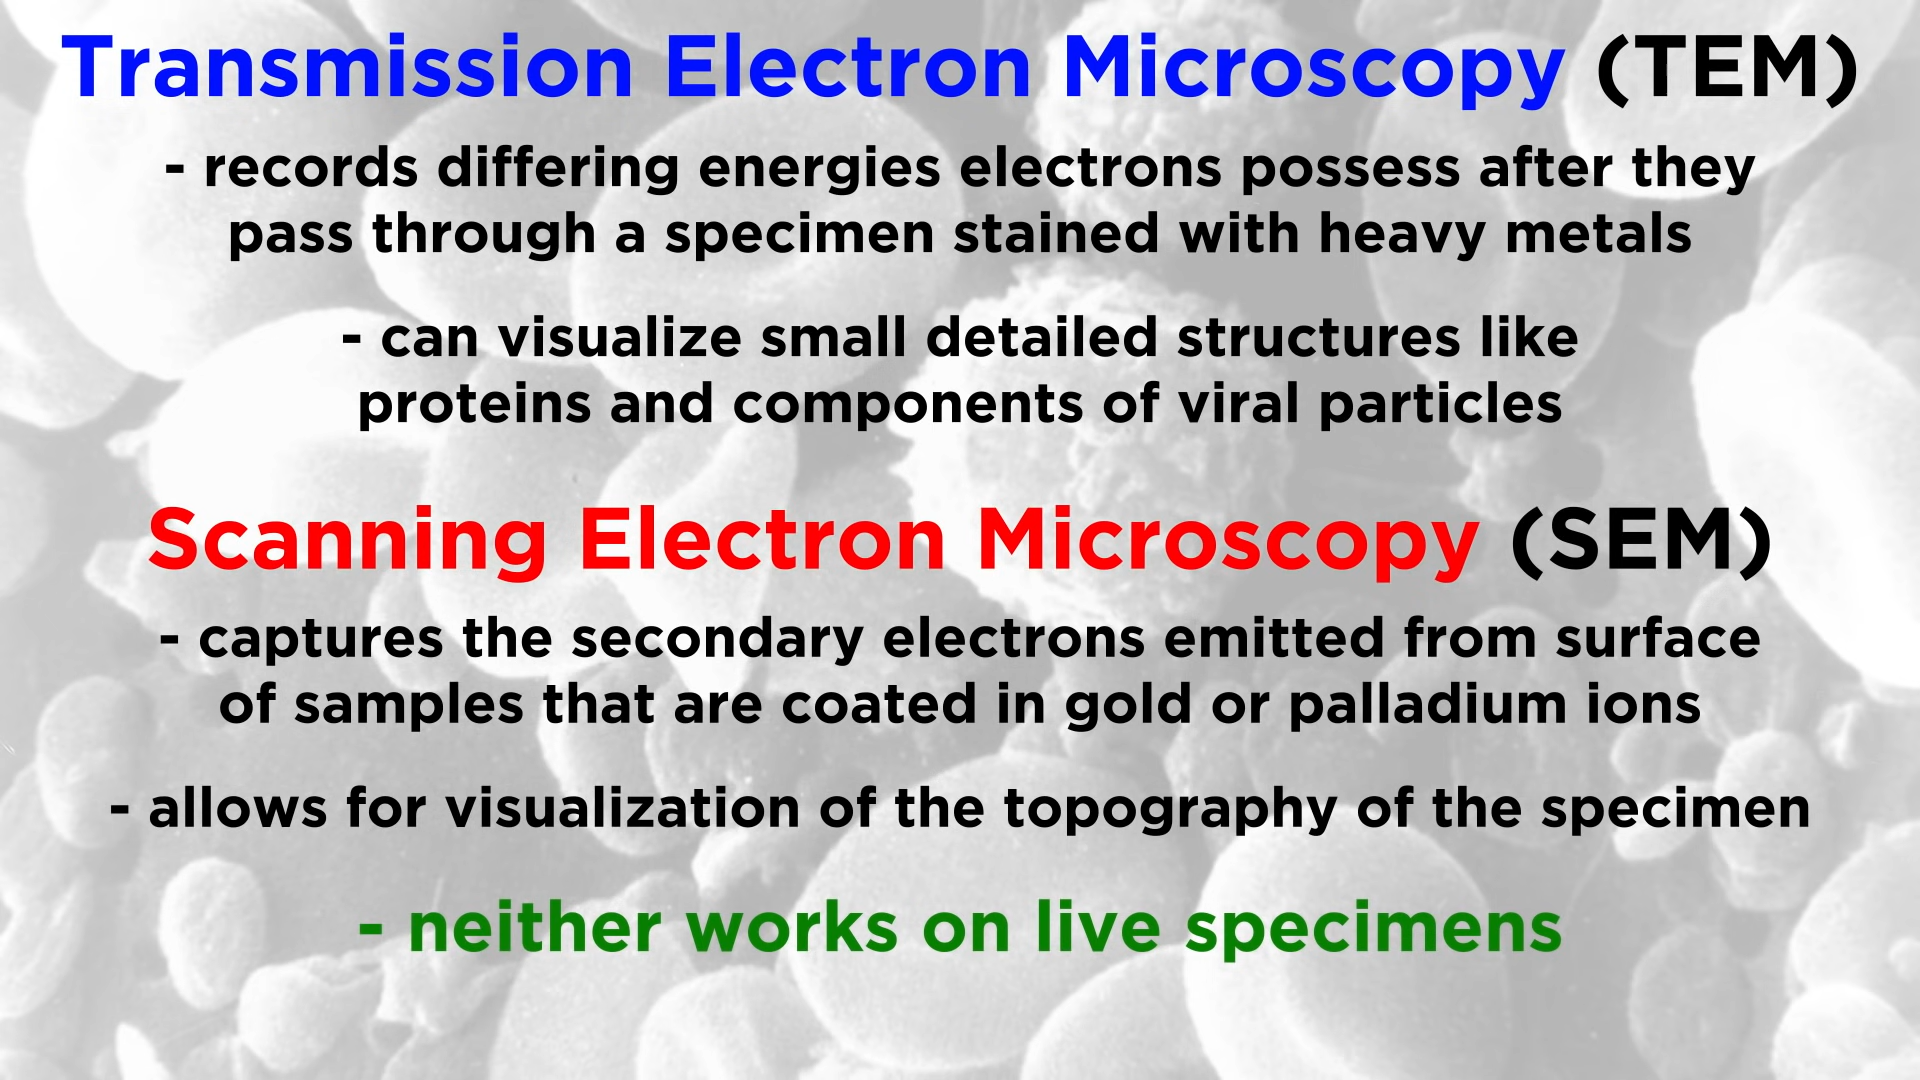 Transmission Electron Microscopy (TEM)
- records differing energies electrons possess after they
pass through a specimen stained with heavy metals
- can visualize small detailed structures like
proteins and components of viral particles
Scanning Electron Microscopy (SEM)
- captures the secondary electrons emitted from surface
of samples that are coated in gold or palladium ions
- allows for visualization of the topography of the specimen
- neither works on live specimens